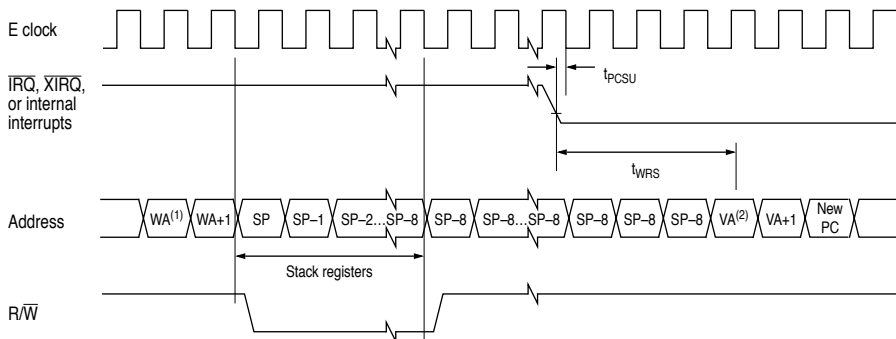 E clock
IRQ, XIRQ,
or internal
interrupts
tPCSU
tWRS
Address
WA(1) WA+1 SP SP–1 SP–2...SP–8 SP–8 SP–8...SP–8 SP–8 SP–8 SP–8 VA(2) VA+1 New PC
Stack registers
R/W